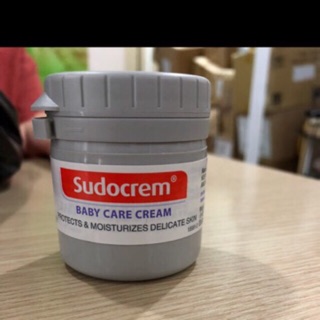 Sudocrem®
BABY CARE CREAM
PROTECTS & MOISTURIZES DELICATE SKIN